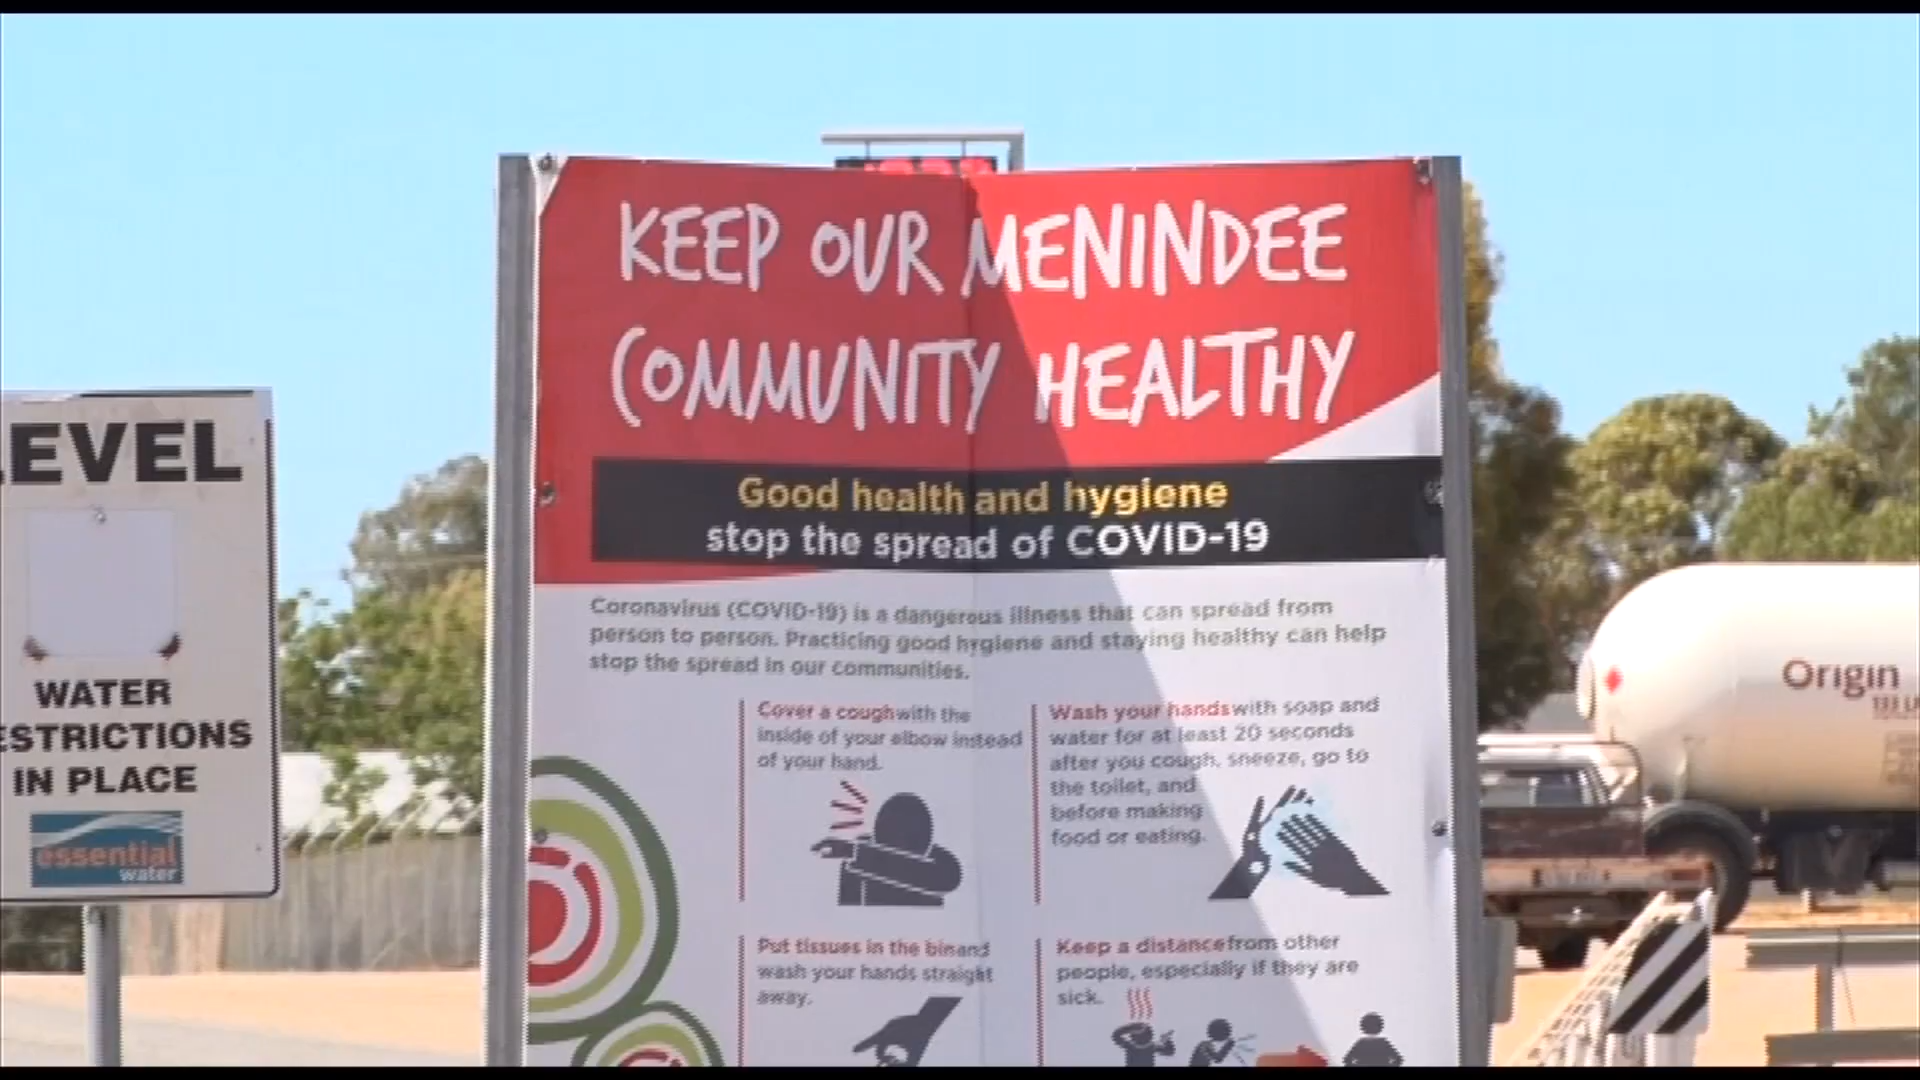 KEEP OUR MENINDEE
COMMUNITY HEALTHY
Good health and hygiene
stop the spread of COVID-19
Coronavirus (COVID-19) is a dangerous illness that can spread from
person to person. Practicing good hygiene and staying healthy can help
stop the spread in our communities.
Cover a cough with the
inside of your elbow instead
of your hand.
Wash your hands with soap and
water for at least 20 seconds
after you cough, sneeze, go to
the toilet, and
before making
food or eating.
Put tissues in the bin and
wash your hands straight
away.
Keep a distance from other
people, especially if they are
sick.
EVEL
WATER
ESTRICTIONS
IN PLACE
essential
water
Origin